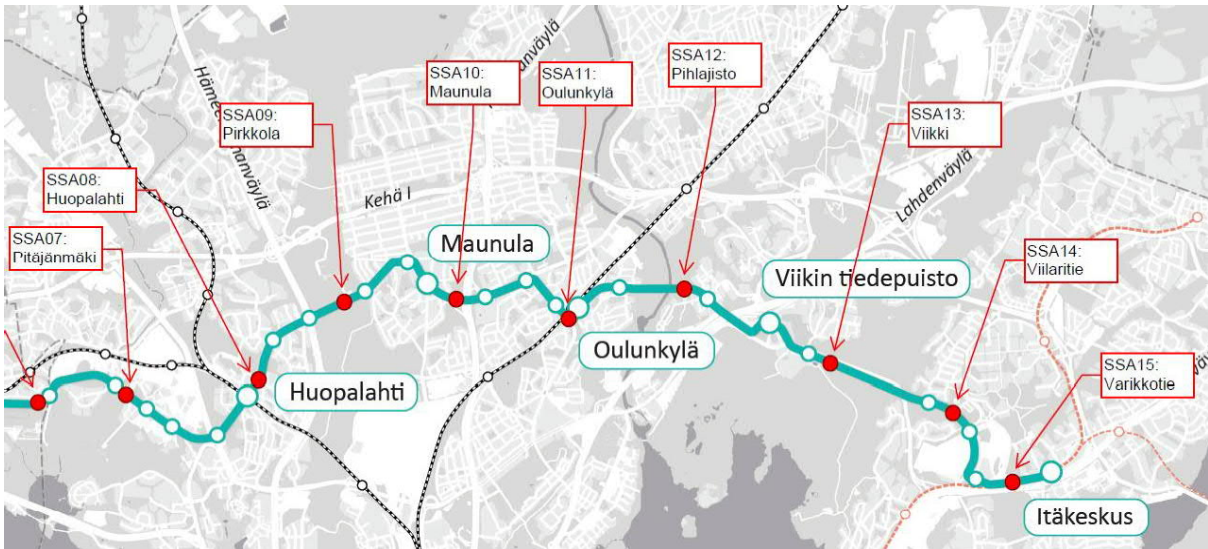 SSA07:
Pitäjänmäki
SSA08:
Huopalahti
SSA09:
Pirkkola
SSA10:
Maunula
SSA11:
Oulunkylä
SSA12:
Pihlajisto
SSA13:
Viikki
SSA14:
Viilaritie
SSA15:
Varikkotie
Kehä I
Lahdenväylä
Maunula
Viikin tiedepuisto
Oulunkylä
Huopalahti
Itäkeskus